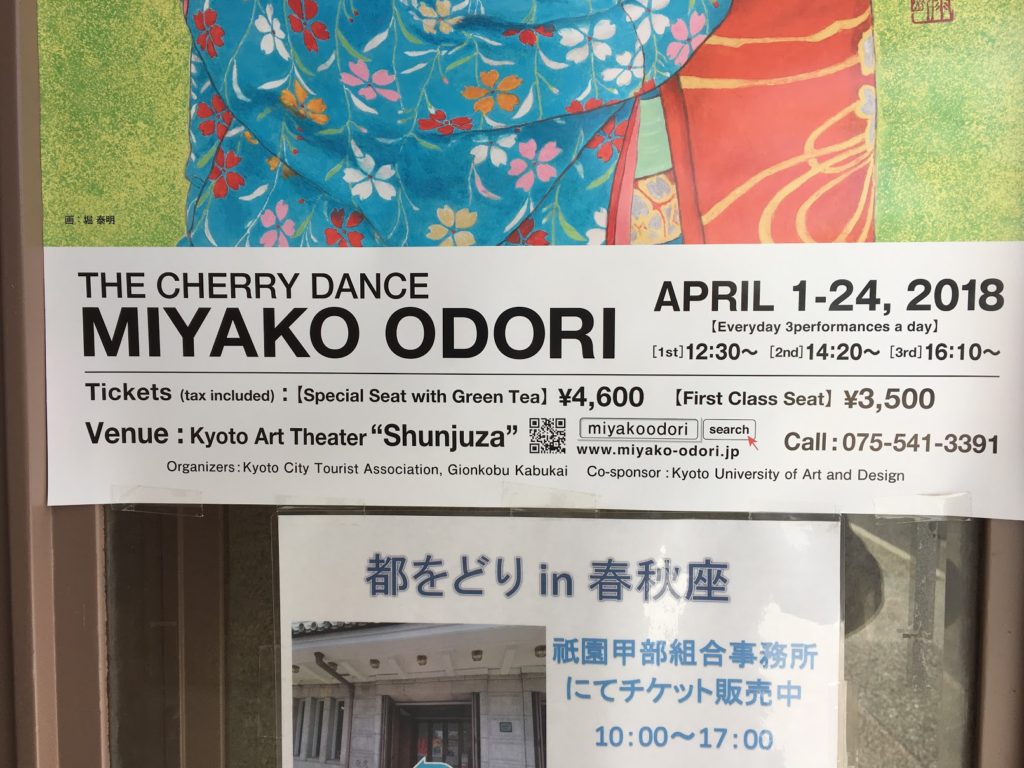 画：堀 泰明
THE CHERRY DANCE
MIYAKO ODORI
APRIL 1-24, 2018
【Everyday 3performances a day】
[1st]12:30～ [2nd]14:20～ [3rd]16:10～
Tickets (tax included)：【Special Seat with Green Tea】¥4,600 【First Class Seat】¥3,500
Venue：Kyoto Art Theater “Shunjuza”
miyakoodori search
www.miyako-odori.jp
Call：075-541-3391
Organizers：Kyoto City Tourist Association, Gionkobu Kabukai Co-sponsor：Kyoto University of Art and Design
都をどり in 春秋座
祇園甲部組合事務所
にてチケット販売中
10：00～17：00